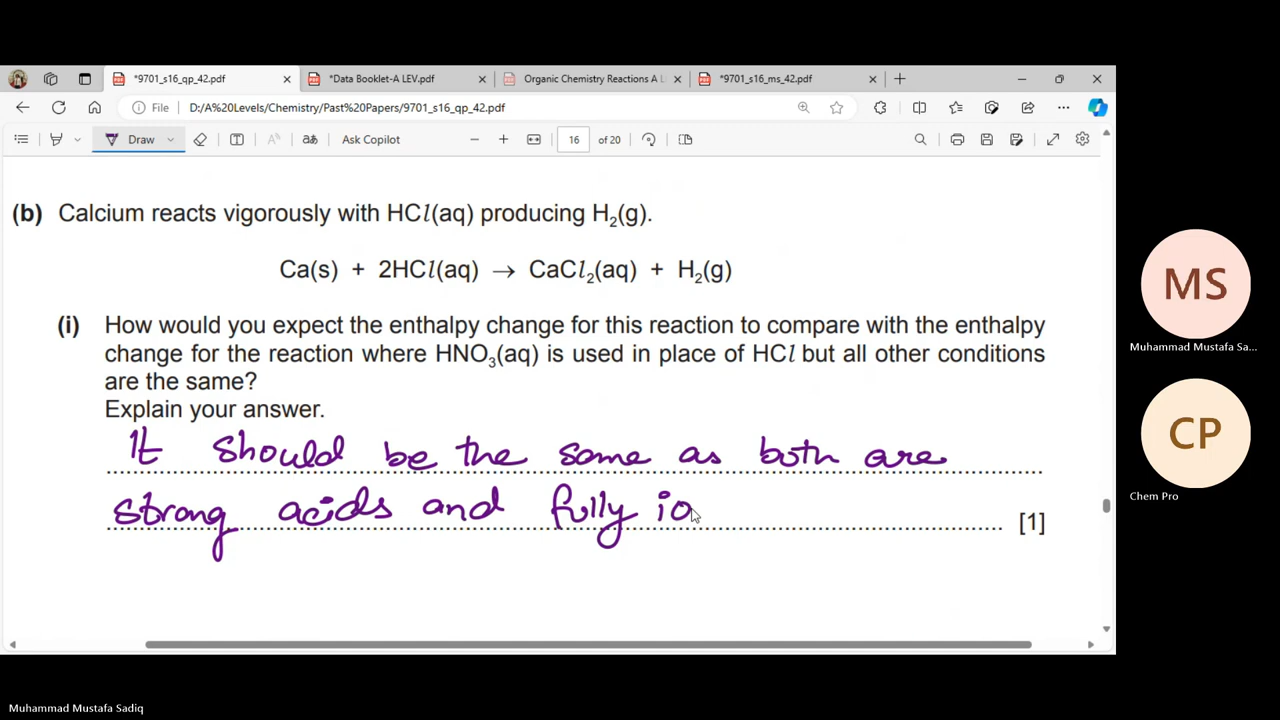 *9701_s16_qp_42.pdf
*Data Booklet-A LEV.pdf
Organic Chemistry Reactions A L
*9701_s16_ms_42.pdf
File
D:/A%20Levels/Chemistry/Past%20Papers/9701_s16_qp_42.pdf
Draw
Ask Copilot
16 of 20
(b) Calcium reacts vigorously with HCl(aq) producing H₂(g).
Ca(s) + 2HCl(aq) → CaCl₂(aq) + H₂(g)
(i) How would you expect the enthalpy change for this reaction to compare with the enthalpy
change for the reaction where HNO₃(aq) is used in place of HCl but all other conditions
are the same?
Explain your answer.
It should be the same as both are
strong acids and fully io
[1]
MS
Muhammad Mustafa Sa...
CP
Chem Pro
Muhammad Mustafa Sadiq